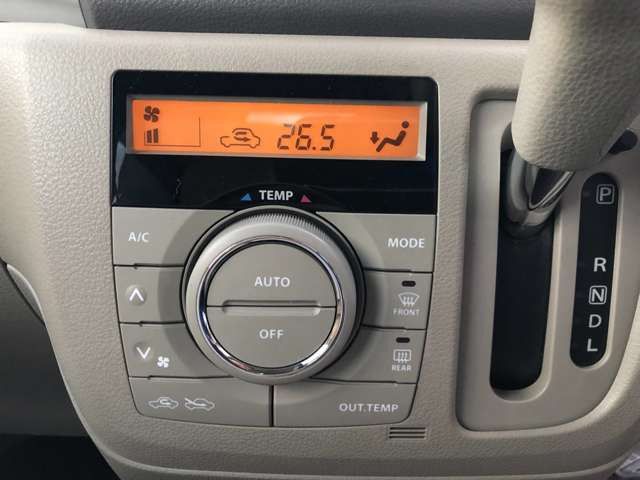 26.5
TEMP
A/C
MODE
AUTO
OFF
FRONT
REAR
OUT.TEMP
P
R
N
D
L